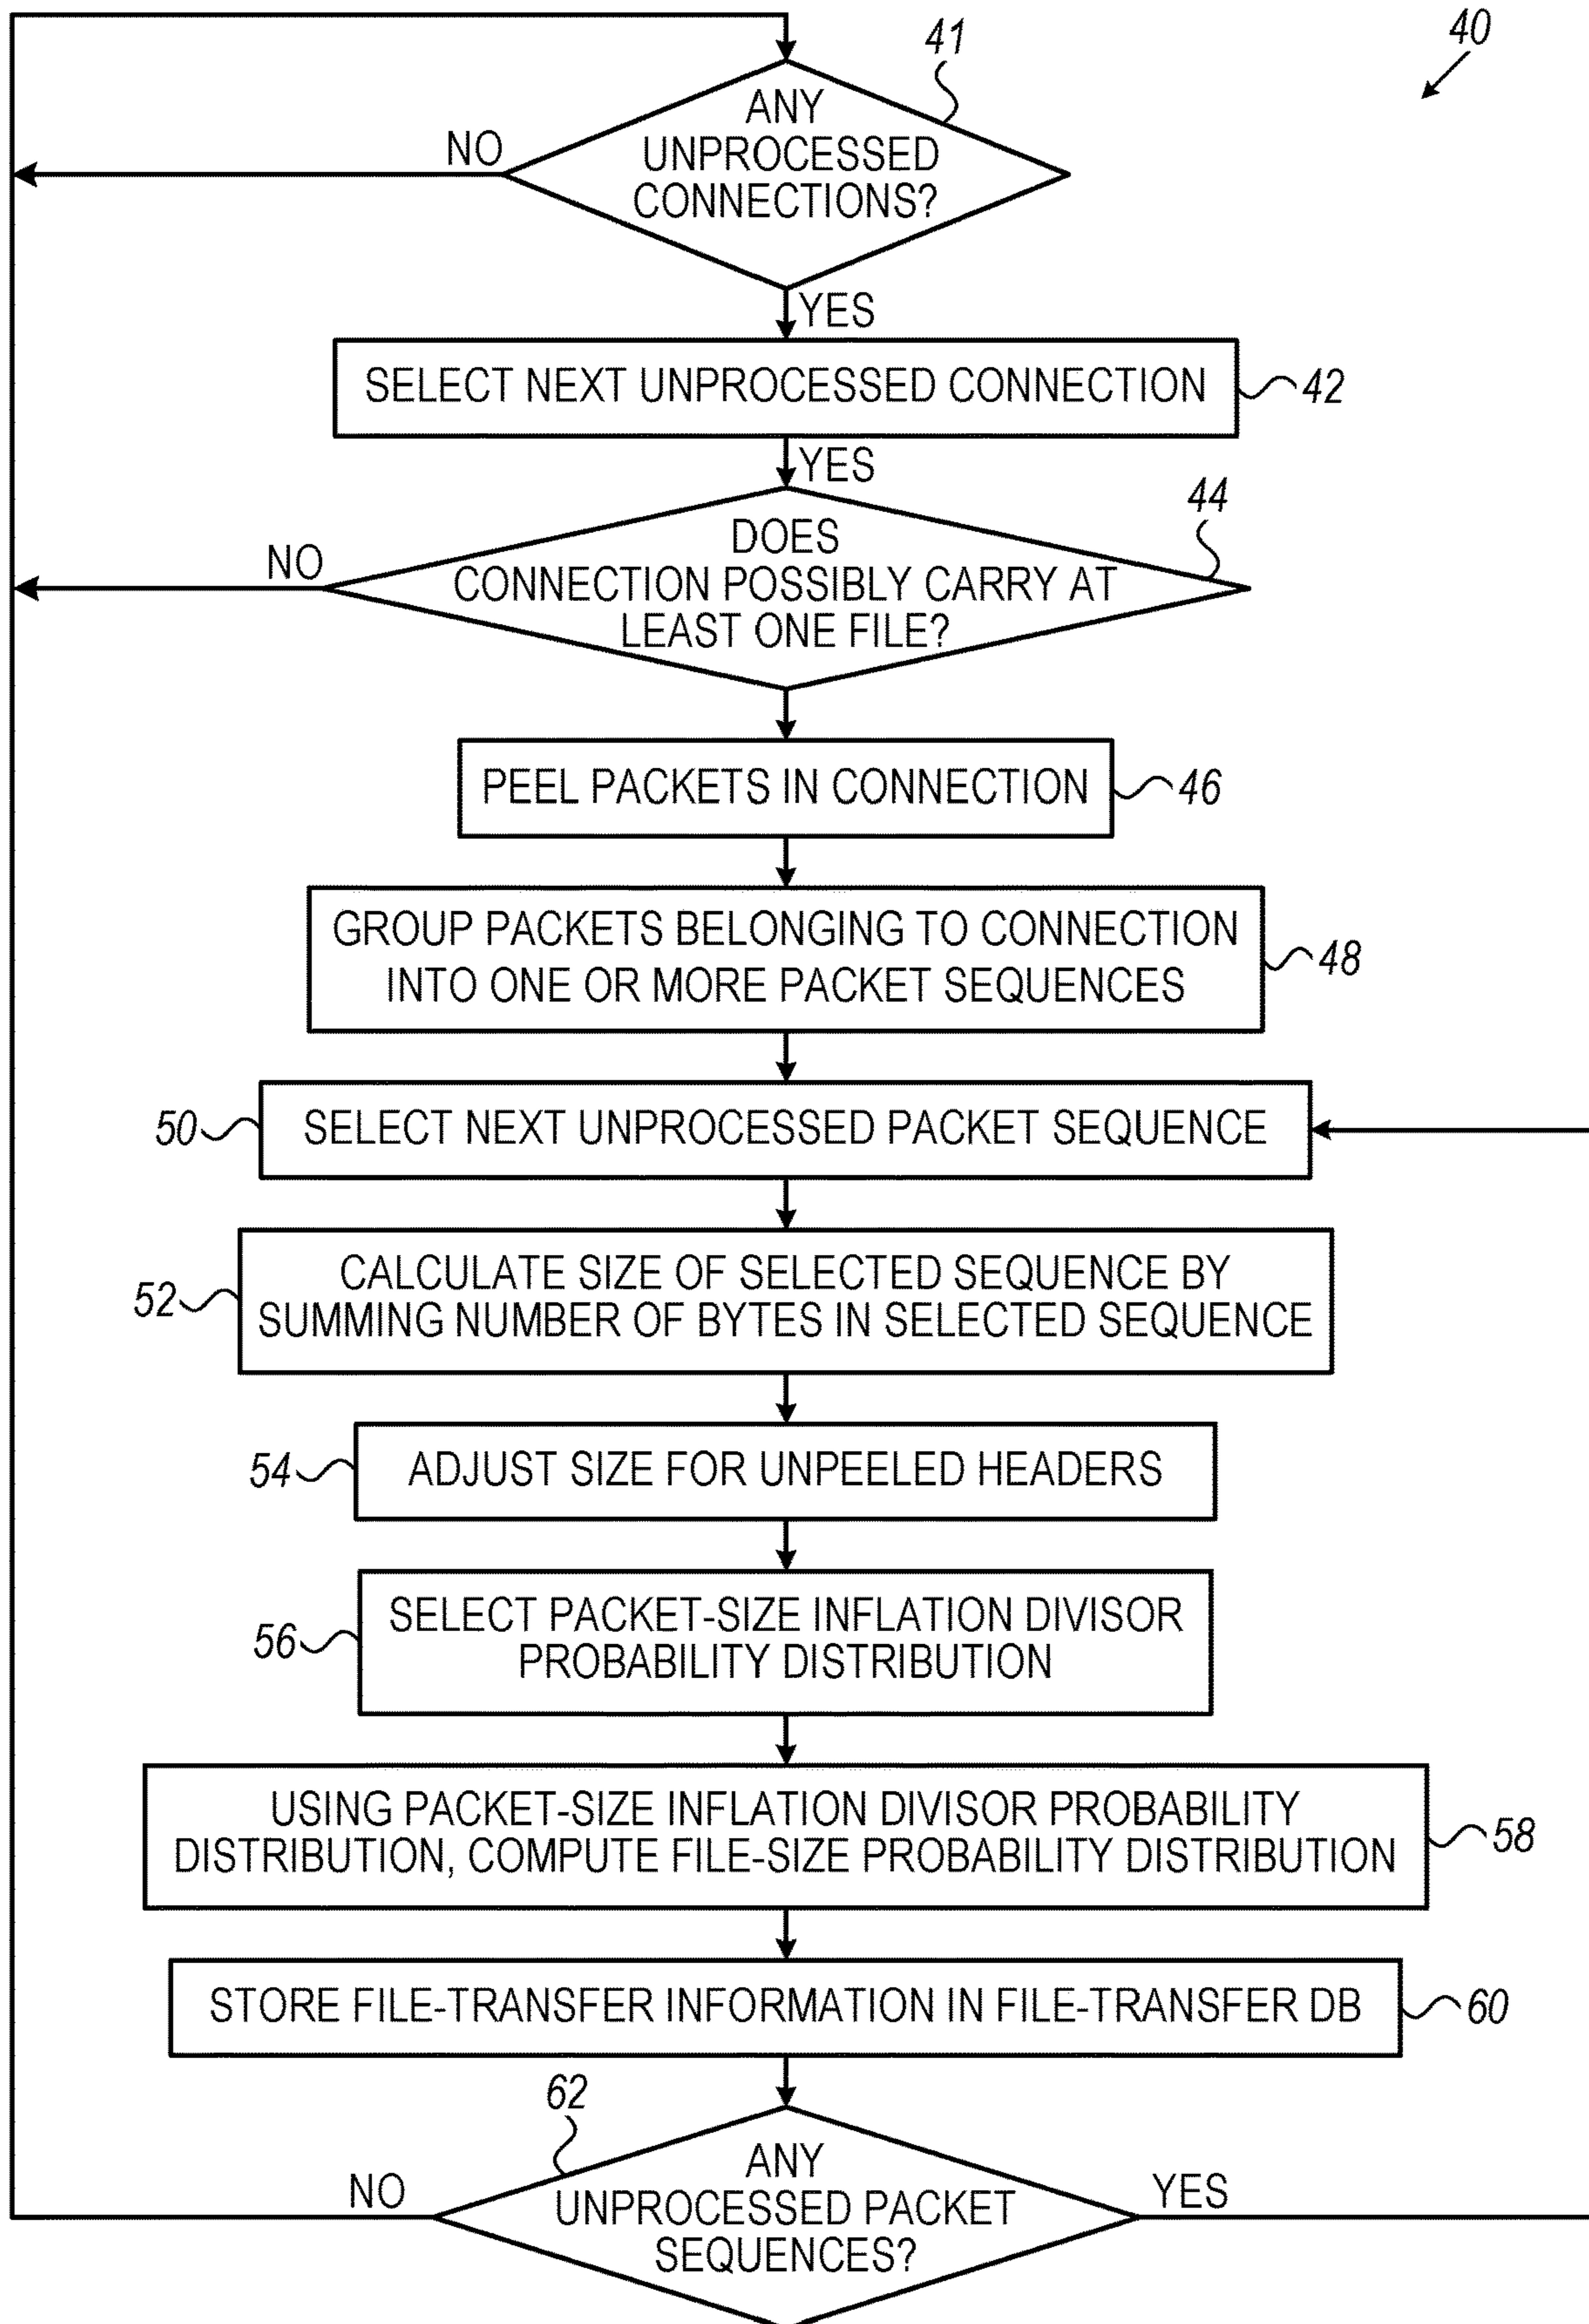 40
41
ANY
UNPROCESSED
CONNECTIONS?
NO
YES
SELECT NEXT UNPROCESSED CONNECTION
42
YES
44
DOES
CONNECTION POSSIBLY CARRY AT
LEAST ONE FILE?
NO
PEEL PACKETS IN CONNECTION
46
GROUP PACKETS BELONGING TO CONNECTION
INTO ONE OR MORE PACKET SEQUENCES
48
50
SELECT NEXT UNPROCESSED PACKET SEQUENCE
52
CALCULATE SIZE OF SELECTED SEQUENCE BY
SUMMING NUMBER OF BYTES IN SELECTED SEQUENCE
54
ADJUST SIZE FOR UNPEELED HEADERS
56
SELECT PACKET-SIZE INFLATION DIVISOR
PROBABILITY DISTRIBUTION
USING PACKET-SIZE INFLATION DIVISOR PROBABILITY
DISTRIBUTION, COMPUTE FILE-SIZE PROBABILITY DISTRIBUTION
58
STORE FILE-TRANSFER INFORMATION IN FILE-TRANSFER DB
60
62
ANY
UNPROCESSED PACKET
SEQUENCES?
NO
YES